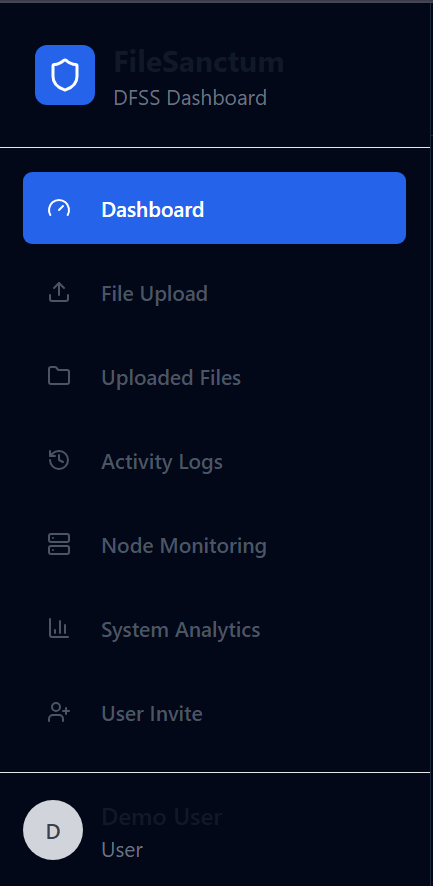 FileSanctum
DFSS Dashboard
Dashboard
File Upload
Uploaded Files
Activity Logs
Node Monitoring
System Analytics
User Invite
D
Demo User
User